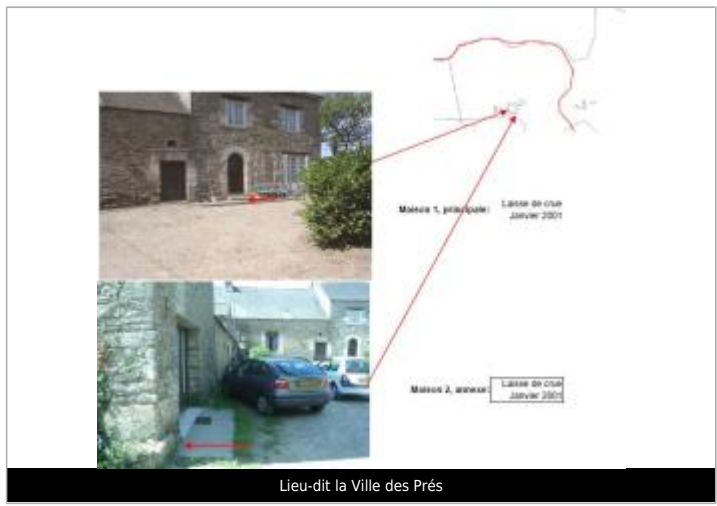 Maison 1, principale:
Laisse de crue
Janvier 2001
Maison 2, annexe:
Laisse de crue
Janvier 2001
Lieu-dit la Ville des Prés